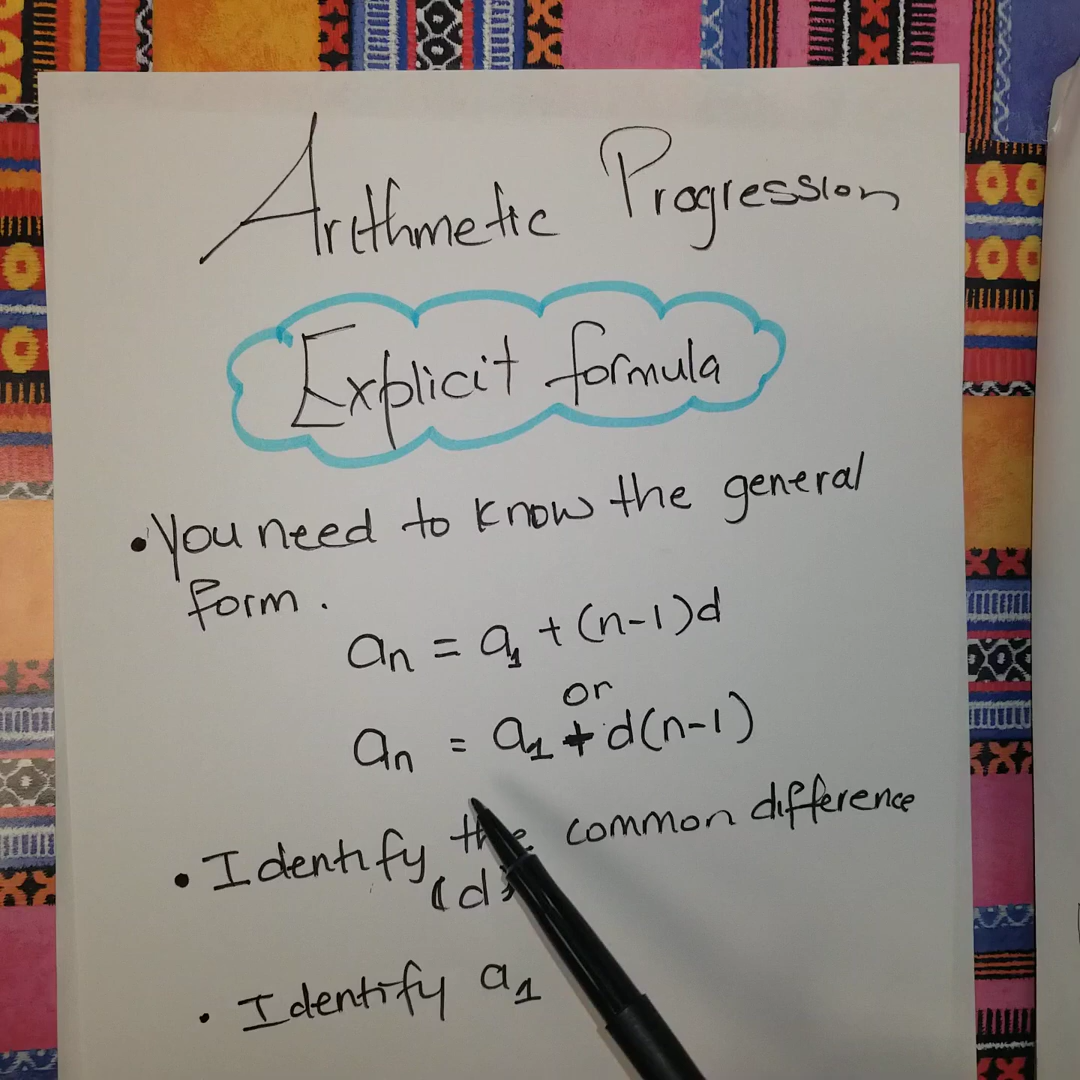 Arithmetic Progression
Explicit formula
• You need to know the general
form.
an = a1 + (n-1)d
or
an = a1 + d(n-1)
• Identify the common difference
(d)
• Identify a1